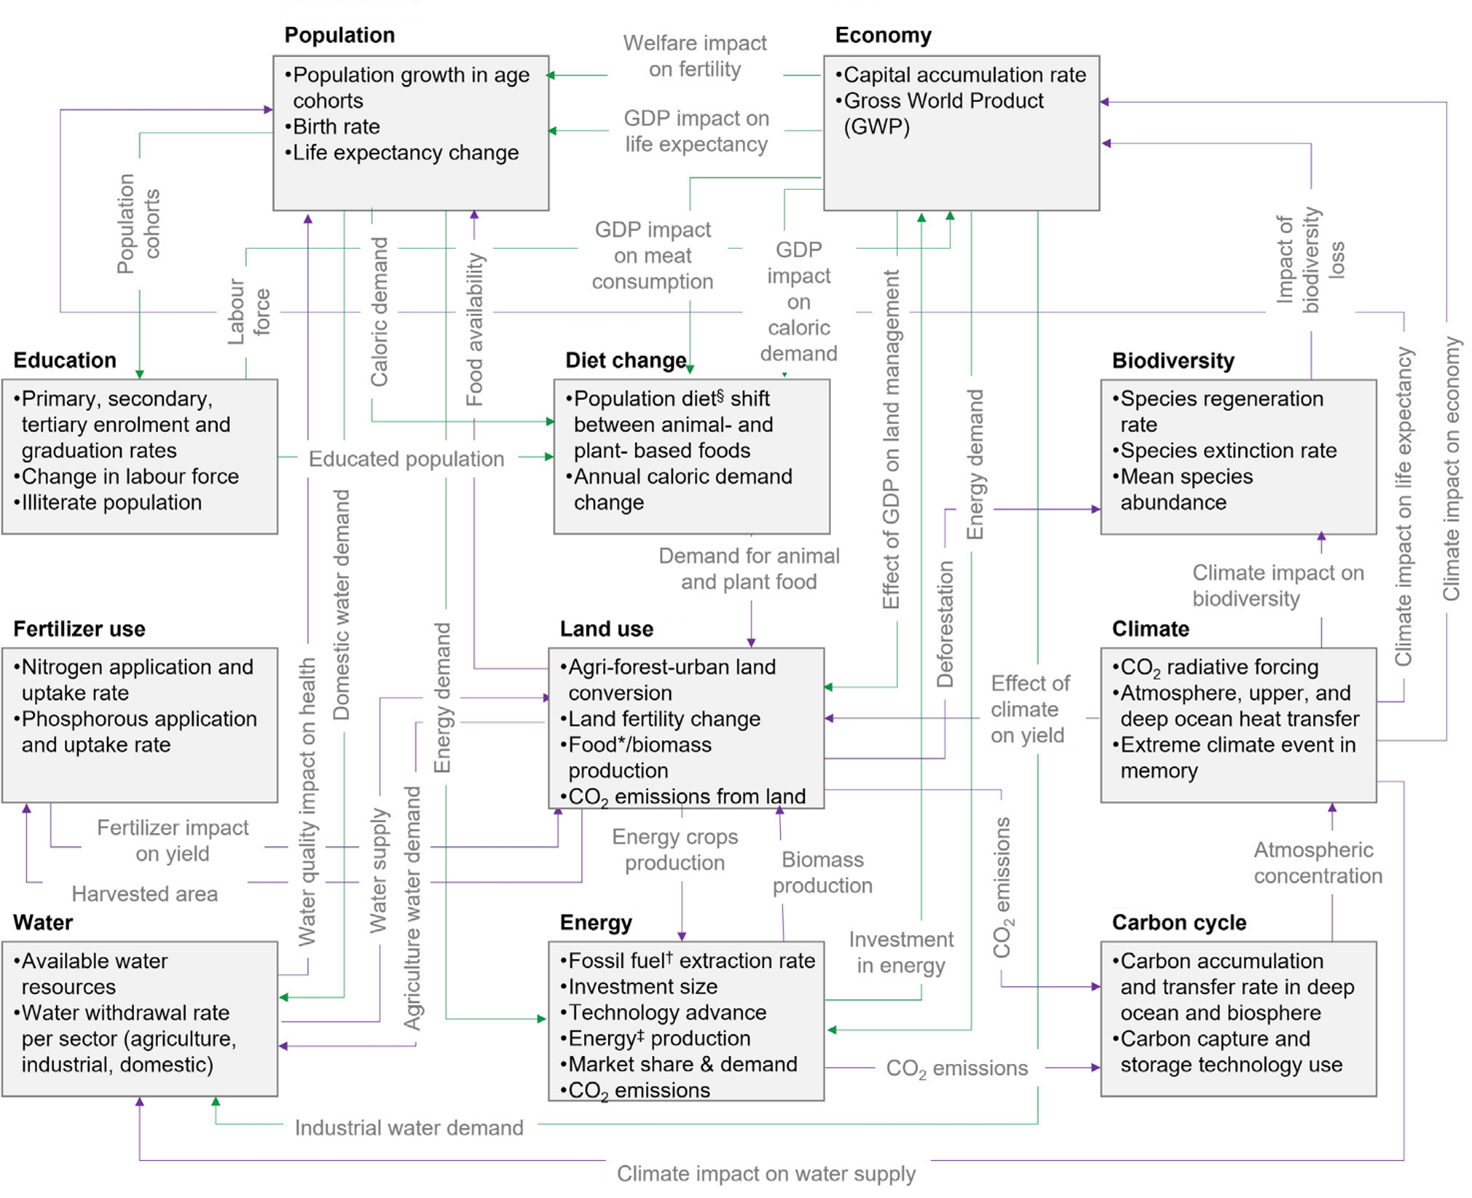 Population
•Population growth in age
cohorts
•Birth rate
•Life expectancy change
Welfare impact
on fertility
GDP impact on
life expectancy
Economy
•Capital accumulation rate
•Gross World Product
(GWP)
Population
cohorts
Labour
force
Caloric demand
Food availability
GDP impact
on meat
consumption
GDP
impact
on
caloric
demand
Effect of GDP on land management
Energy demand
Impact of
biodiversity
loss
Climate impact on life expectancy
Climate impact on economy
Education
•Primary, secondary,
tertiary enrolment and
graduation rates
•Change in labour force
•Illiterate population
Educated population
Diet change
•Population diet§ shift
between animal- and
plant- based foods
•Annual caloric demand
change
Demand for animal
and plant food
Biodiversity
•Species regeneration
rate
•Species extinction rate
•Mean species
abundance
Climate impact on
biodiversity
Domestic water demand
Water quality impact on health
Energy demand
Deforestation
Fertilizer use
•Nitrogen application and
uptake rate
•Phosphorous application
and uptake rate
Fertilizer impact
on yield
Harvested area
Water supply
Agriculture water demand
Land use
•Agri-forest-urban land
conversion
•Land fertility change
•Food*/biomass
production
•CO2 emissions from land
Effect of
climate
on yield
Climate
•CO2 radiative forcing
•Atmosphere, upper, and
deep ocean heat transfer
•Extreme climate event in
memory
Energy crops
production
Biomass
production
CO2 emissions
Atmospheric
concentration
Water
•Available water
resources
•Water withdrawal rate
per sector (agriculture,
industrial, domestic)
Energy
•Fossil fuel† extraction rate
•Investment size
•Technology advance
•Energy‡ production
•Market share & demand
•CO2 emissions
Investment
in energy
CO2 emissions
Carbon cycle
•Carbon accumulation
and transfer rate in deep
ocean and biosphere
•Carbon capture and
storage technology use
Industrial water demand
Climate impact on water supply